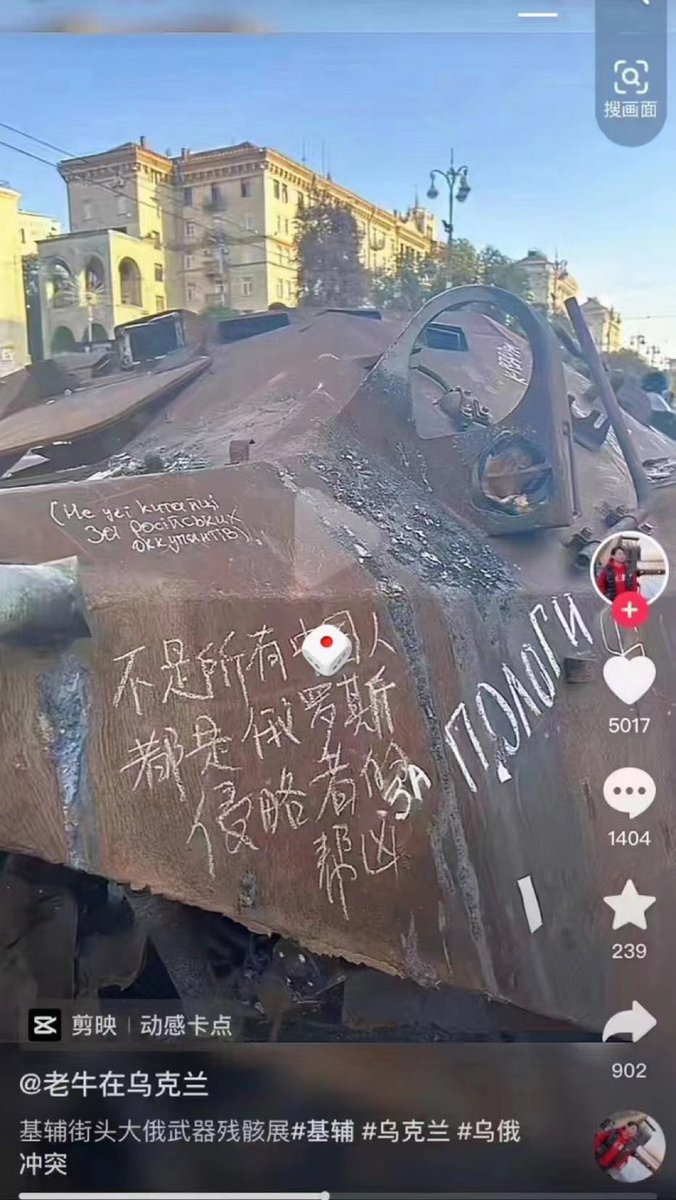 搜画面
(Не усі китайці
За російських
оккупантів).
不是所有中国人
都是俄罗斯
侵略者的
帮凶
ЗА ПОЛОГИ
5017
1404
239
902
剪映 | 动感卡点
@老牛在乌克兰
基辅街头大俄武器残骸展#基辅 #乌克兰 #乌俄
冲突